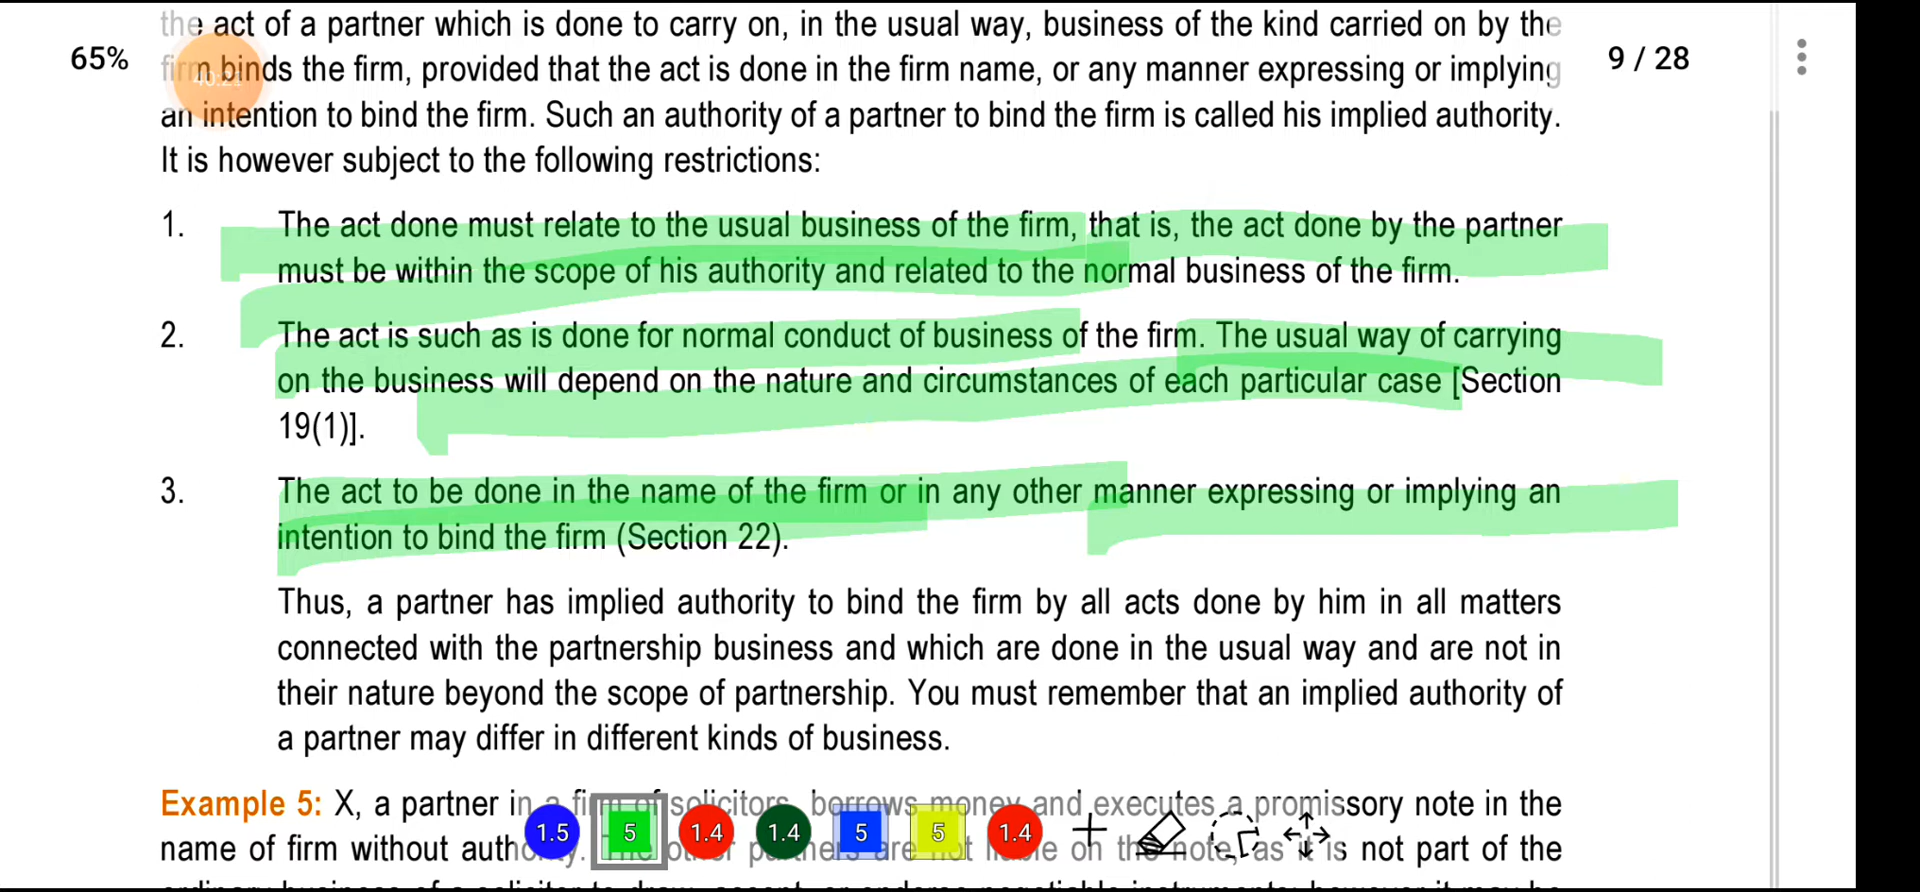 the act of a partner which is done to carry on, in the usual way, business of the kind carried on by the
65%
9 / 28
firm binds the firm, provided that the act is done in the firm name, or any manner expressing or implying
40:21
an intention to bind the firm. Such an authority of a partner to bind the firm is called his implied authority.
It is however subject to the following restrictions:
1. The act done must relate to the usual business of the firm, that is, the act done by the partner
must be within the scope of his authority and related to the normal business of the firm.
2. The act is such as is done for normal conduct of business of the firm. The usual way of carrying
on the business will depend on the nature and circumstances of each particular case [Section
19(1)].
3. The act to be done in the name of the firm or in any other manner expressing or implying an
intention to bind the firm (Section 22).
Thus, a partner has implied authority to bind the firm by all acts done by him in all matters
connected with the partnership business and which are done in the usual way and are not in
their nature beyond the scope of partnership. You must remember that an implied authority of
a partner may differ in different kinds of business.
Example 5: X, a partner in a firm of solicitors, borrows money and executes a promissory note in the
1.5 5 1.4 1.4 5 5 1.4
name of firm without authority. The other partners are not liable on the note, as it is not part of the